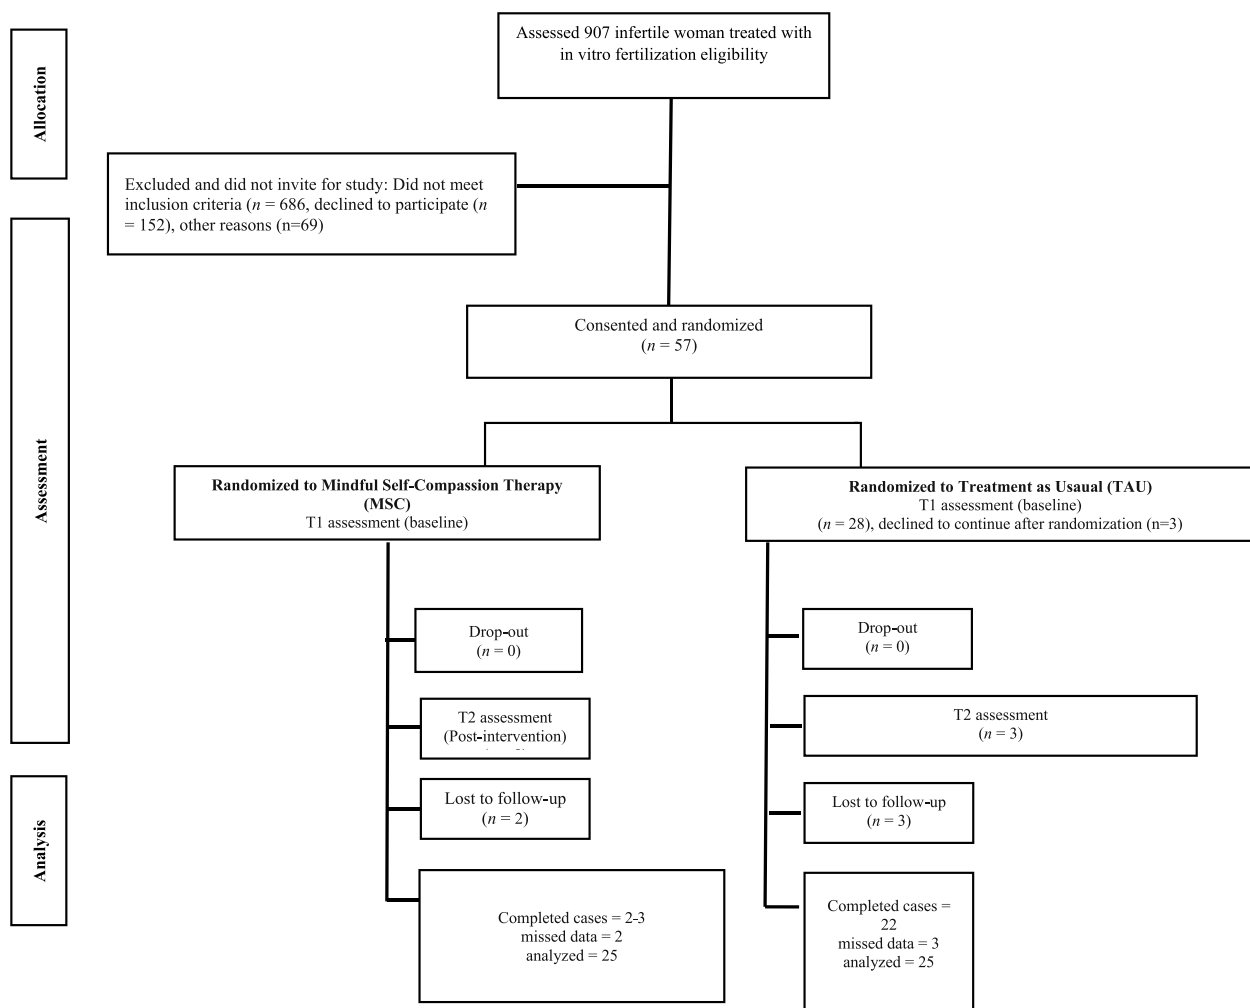 Allocation
Assessed 907 infertile woman treated with
in vitro fertilization eligibility
Excluded and did not invite for study: Did not meet
inclusion criteria (n = 686, declined to participate (n
= 152), other reasons (n=69)
Assessment
Consented and randomized
(n = 57)
Randomized to Mindful Self-Compassion Therapy
(MSC)
T1 assessment (baseline)
Randomized to Treatment as Usaual (TAU)
T1 assessment (baseline)
(n = 28), declined to continue after randomization (n=3)
Drop-out
(n = 0)
Drop-out
(n = 0)
T2 assessment
(Post-intervention)
T2 assessment
(n = 3)
Analysis
Lost to follow-up
(n = 2)
Lost to follow-up
(n = 3)
Completed cases = 2-3
missed data = 2
analyzed = 25
Completed cases =
22
missed data = 3
analyzed = 25